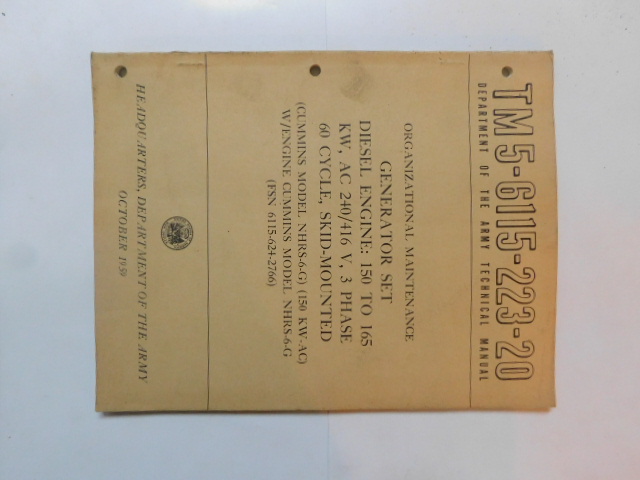 TM 5-6115-223-20
DEPARTMENT OF THE ARMY TECHNICAL MANUAL
ORGANIZATIONAL MAINTENANCE
GENERATOR SET
DIESEL ENGINE: 150 TO 165
KW, AC 240/416 V, 3 PHASE
60 CYCLE, SKID-MOUNTED
(CUMMINS MODEL NHRS-6-G) (150 KW-AC)
W/ENGINE CUMMINS MODEL NHRS-6-G
(FSN 6115-624-2766)
HEADQUARTERS, DEPARTMENT OF THE ARMY
OCTOBER 1959